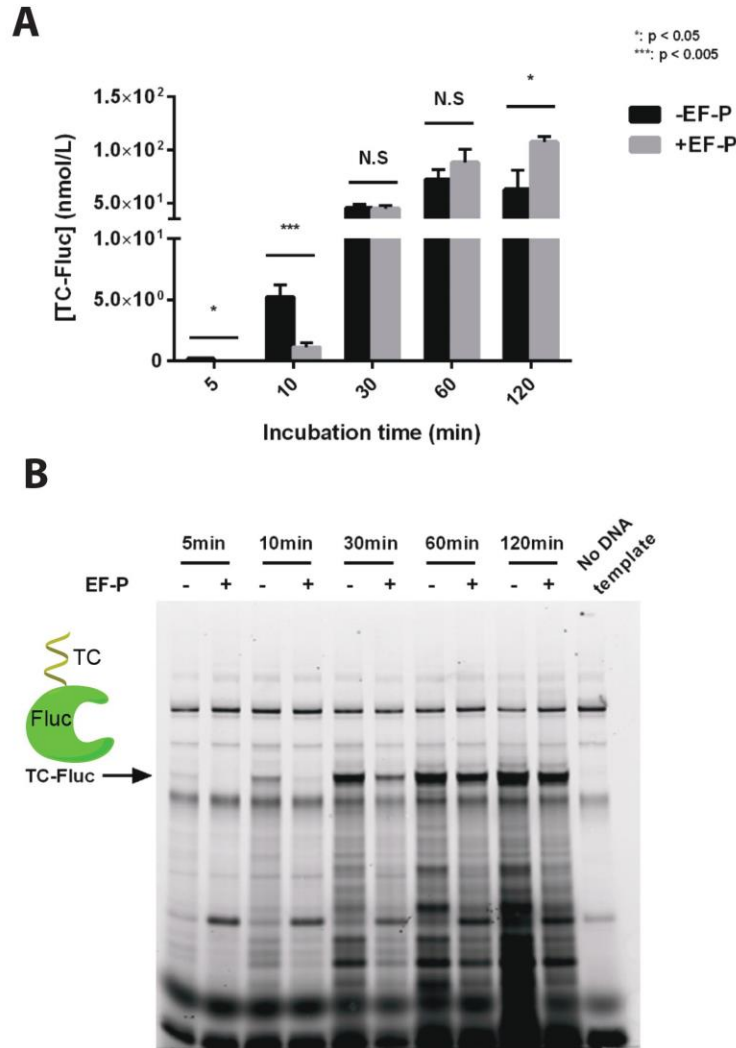 A
*: p < 0.05
***: p < 0.005
-EF-P
+EF-P
[TC-Fluc] (nmol/L)
1.5×10²
1.0×10²
5.0×10¹
1.0×10¹
5.0×10⁰
0
*
***
N.S
N.S
*
5
10
30
60
120
Incubation time (min)
B
5min 10min 30min 60min 120min No DNA template
EF-P - + - + - + - + - +
TC
Fluc
TC-Fluc